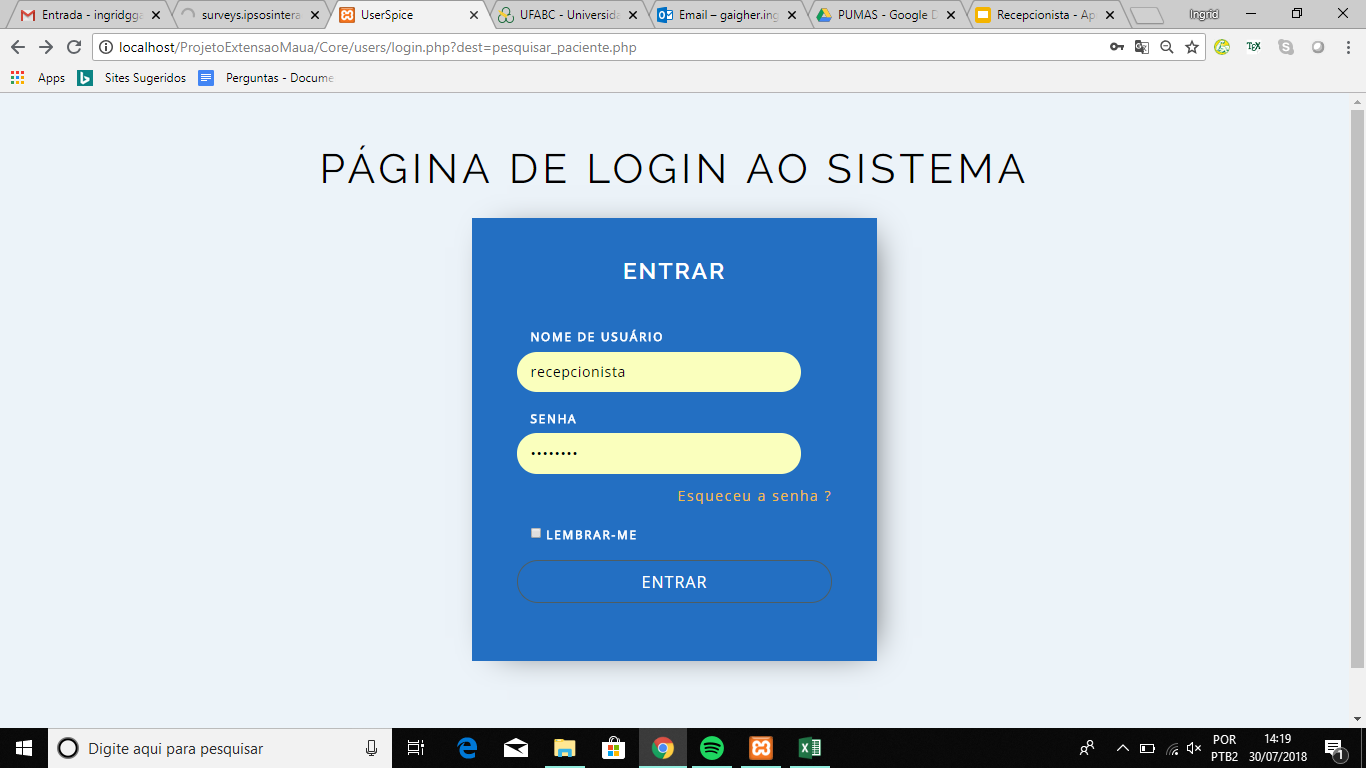 Entrada - ingridgga
surveys.ipsosintera
UserSpice
UFABC - Universida
Email – gaigher.ing
PUMAS - Google D
Recepcionista - Ap
Ingrid
localhost/ProjetoExtensaoMaua/Core/users/login.php?dest=pesquisar_paciente.php
Apps
Sites Sugeridos
Perguntas - Docume
PÁGINA DE LOGIN AO SISTEMA
ENTRAR
NOME DE USUÁRIO
recepcionista
SENHA
••••••••
Esqueceu a senha ?
LEMBRAR-ME
ENTRAR
Digite aqui para pesquisar
POR
PTB2
14:19
30/07/2018
1